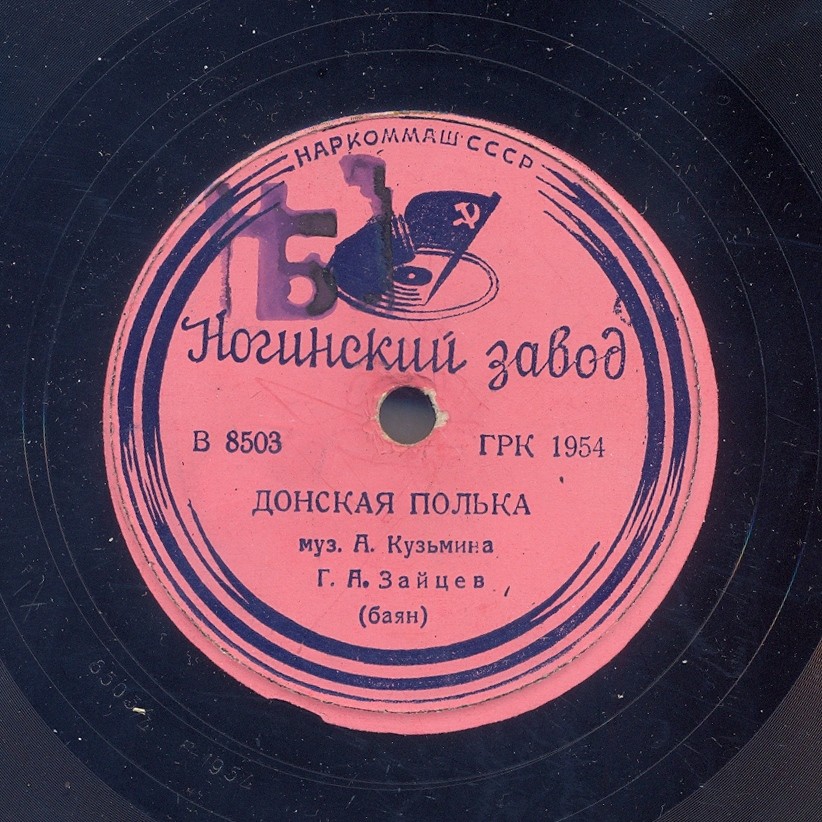 НАРКОММАШ СССР
Ногинский завод
В 8503 ГРК 1954
ДОНСКАЯ ПОЛЬКА
муз. А. Кузьмина
Г. А. Зайцев
(баян)